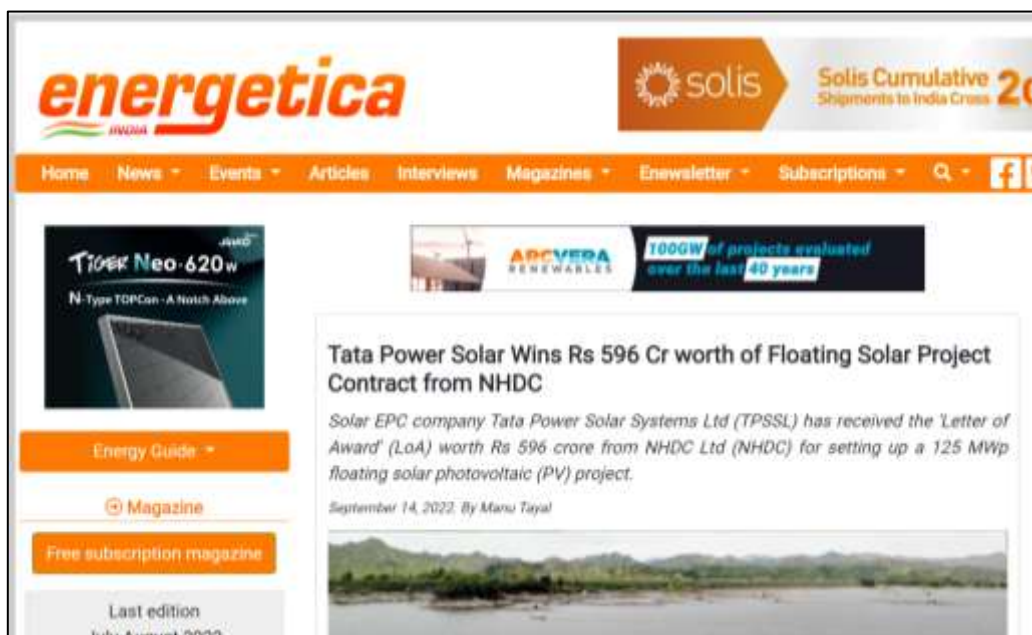 energetica
INDIA
solis
Solis Cumulative
Shipments to India Cross
Home News Events Articles Interviews Magazines Enewsletter Subscriptions
TIGER Neo 620W
N-Type TOPCon - A Notch Above
ARCVERA
RENEWABLES
100GW of projects evaluated
over the last 40 years
Tata Power Solar Wins Rs 596 Cr worth of Floating Solar Project
Contract from NHDC
Solar EPC company Tata Power Solar Systems Ltd (TPSSL) has received the 'Letter of
Award' (LoA) worth Rs 596 crore from NHDC Ltd (NHDC) for setting up a 125 MWp
floating solar photovoltaic (PV) project.
September 14, 2022. By Manu Tayal
Energy Guide
Magazine
Free subscription magazine
Last edition